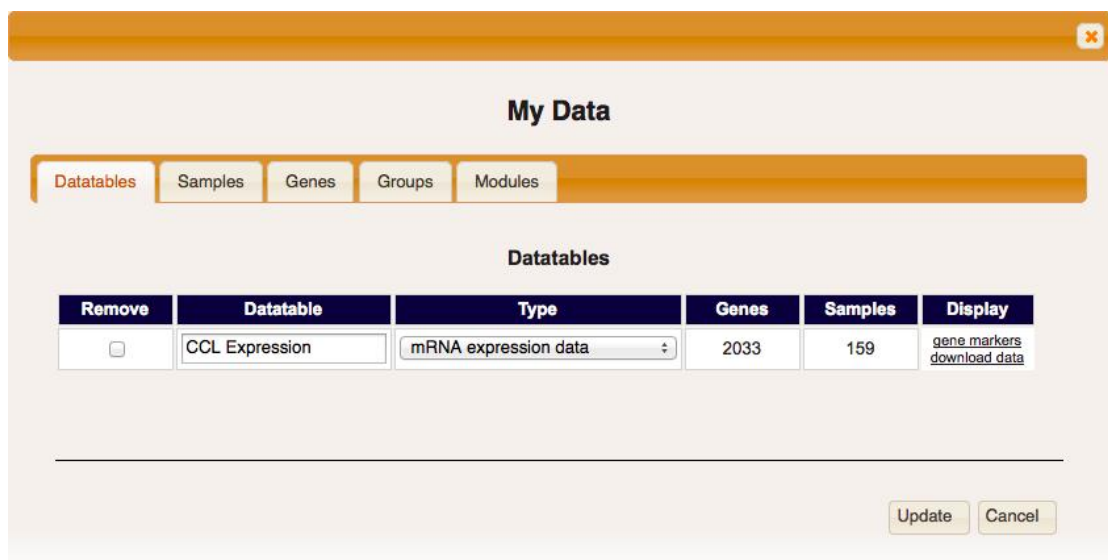 My Data
Datatables Samples Genes Groups Modules
Datatables
Remove Datatable Type Genes Samples Display
CCL Expression mRNA expression data 2033 159 gene markers
download data
Update Cancel